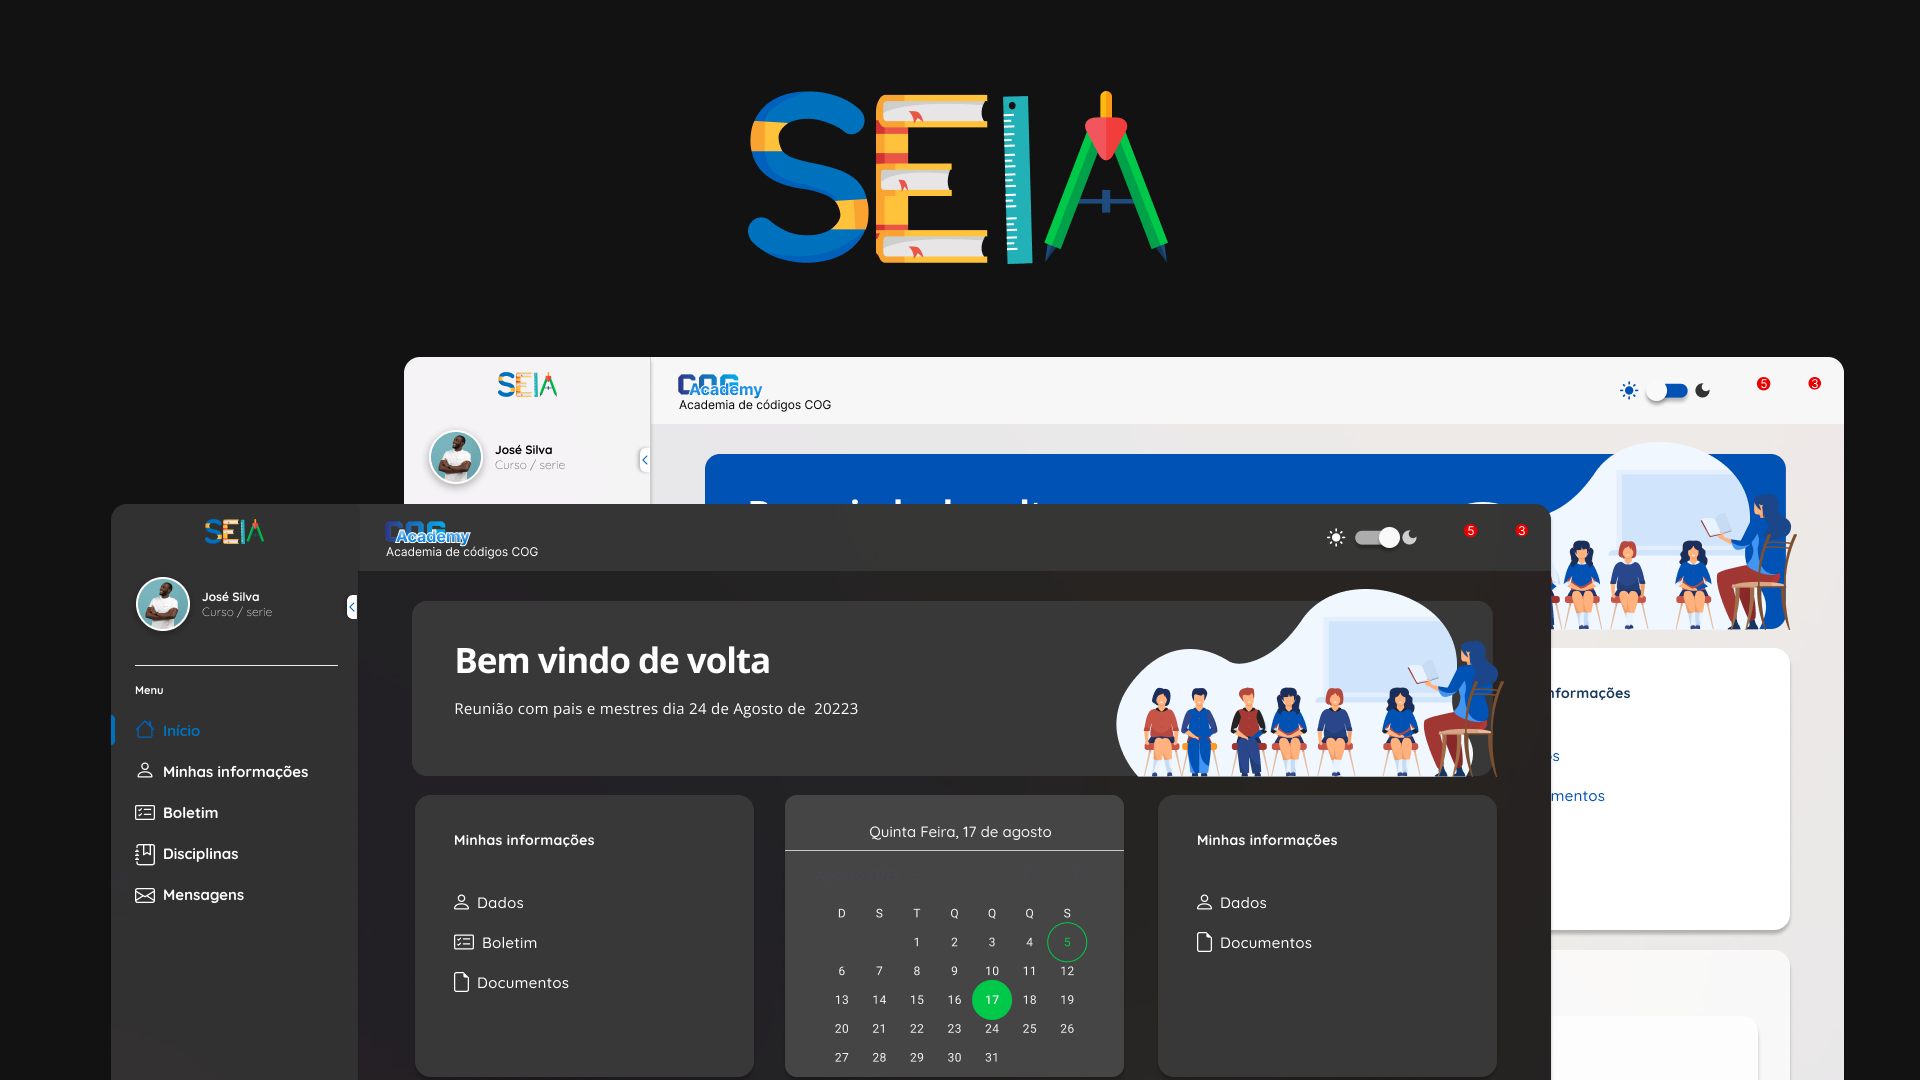 SEIA
SEIA
COG
Academy
Academia de códigos COG
5
3
José Silva
Curso / serie
SEIA
COG
Academy
Academia de códigos COG
5
3
José Silva
Curso / serie
Menu
Início
Minhas informações
Boletim
Disciplinas
Mensagens
Bem vindo de volta
Reunião com pais e mestres dia 24 de Agosto de 20223
Minhas informações
Dados
Boletim
Documentos
Quinta Feira, 17 de agosto
D S T Q Q Q S
1 2 3 4 5
6 7 8 9 10 11 12
13 14 15 16 17 18 19
20 21 22 23 24 25 26
27 28 29 30 31
Minhas informações
Dados
Documentos
nformações
os
mentos